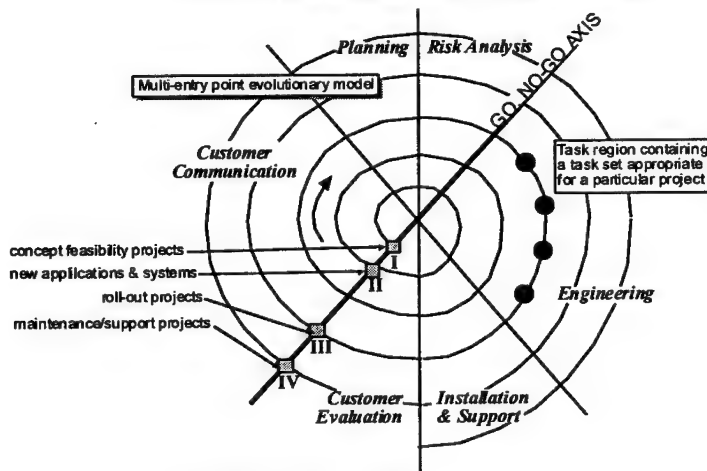 Planning
Risk Analysis
GO, NO-GO AXIS
Multi-entry point evolutionary model
Customer
Communication
Task region containing
a task set appropriate
for a particular project
concept feasibility projects
I
new applications & systems
II
roll-out projects
III
maintenance/support projects
IV
Engineering
Customer
Evaluation
Installation
& Support